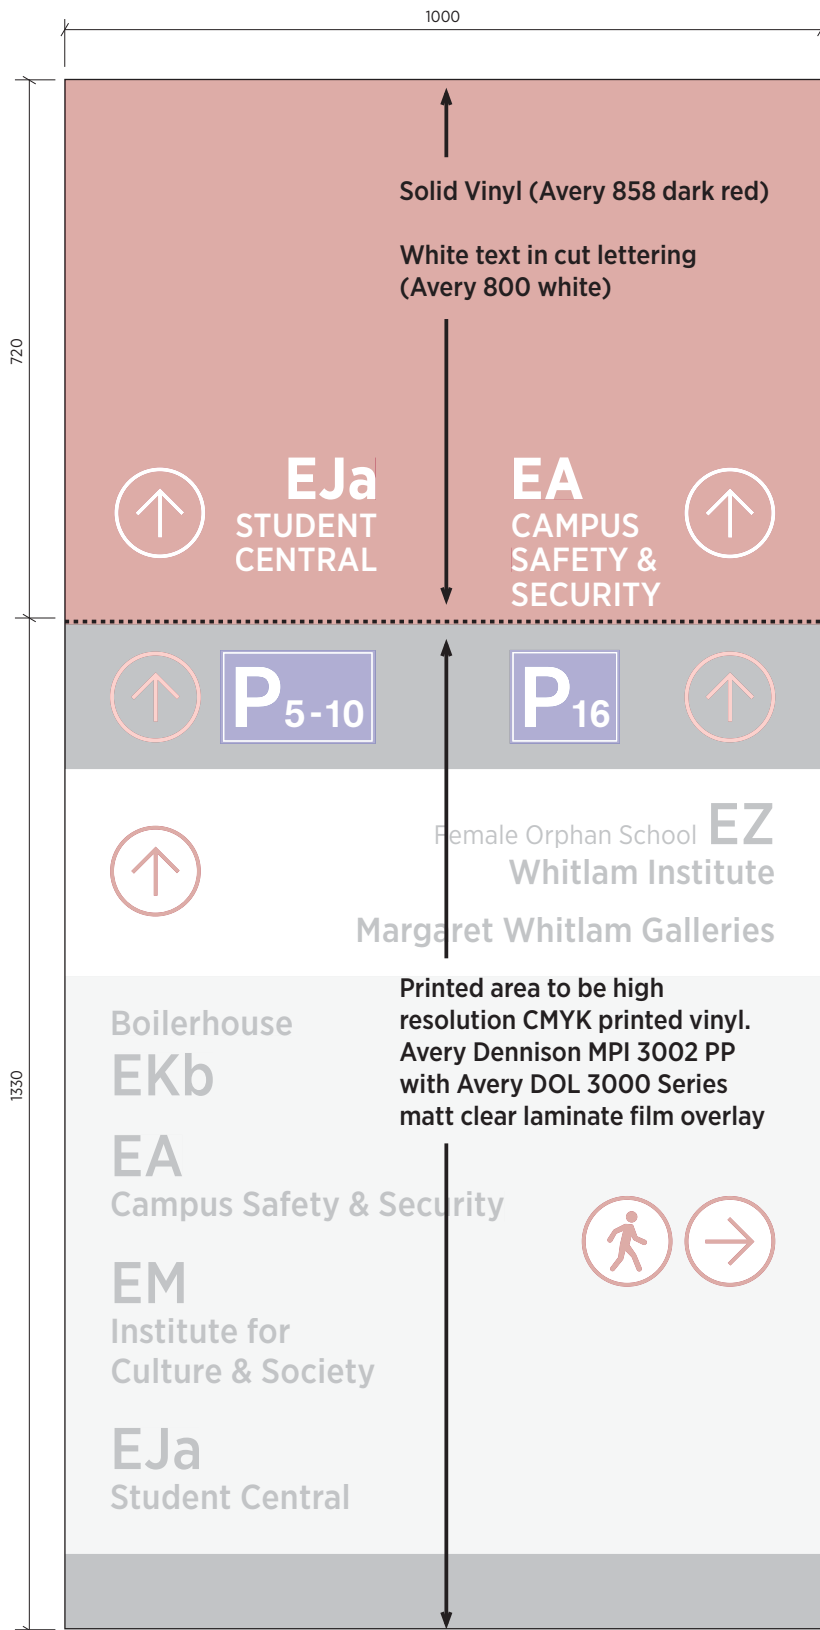 1000
Solid Vinyl (Avery 858 dark red)
White text in cut lettering
(Avery 800 white)
720
EJa
STUDENT
CENTRAL
EA
CAMPUS
SAFETY &
SECURITY
P5-10
P16
Female Orphan School EZ
Whitlam Institute
Margaret Whitlam Galleries
Printed area to be high
resolution CMYK printed vinyl.
Avery Dennison MPI 3002 PP
with Avery DOL 3000 Series
matt clear laminate film overlay
1330
Boilerhouse
EKb
EA
Campus Safety & Security
EM
Institute for
Culture & Society
EJa
Student Central